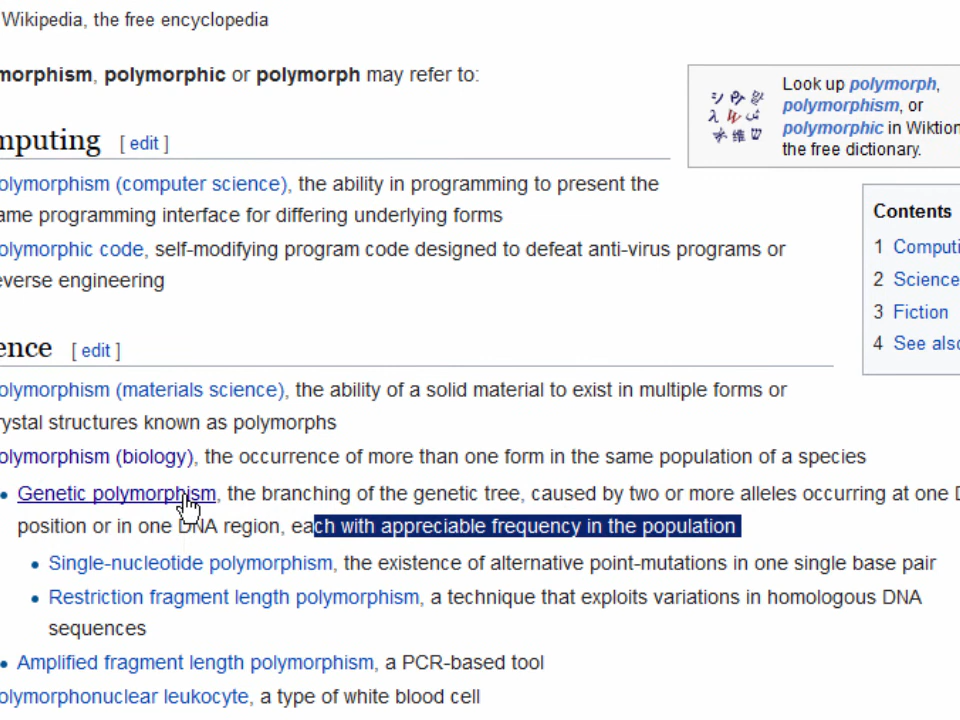 Wikipedia, the free encyclopedia
morphism, polymorphic or polymorph may refer to:
Look up polymorph,
polymorphism, or
polymorphic in Wiktion
the free dictionary.
mputing [ edit ]
olymorphism (computer science), the ability in programming to present the
ame programming interface for differing underlying forms
olymorphic code, self-modifying program code designed to defeat anti-virus programs or
everse engineering
Contents
1 Computi
2 Science
3 Fiction
4 See also
ence [ edit ]
olymorphism (materials science), the ability of a solid material to exist in multiple forms or
rystal structures known as polymorphs
olymorphism (biology), the occurrence of more than one form in the same population of a species
Genetic polymorphism, the branching of the genetic tree, caused by two or more alleles occurring at one D
position or in one DNA region, each with appreciable frequency in the population
Single-nucleotide polymorphism, the existence of alternative point-mutations in one single base pair
Restriction fragment length polymorphism, a technique that exploits variations in homologous DNA
sequences
Amplified fragment length polymorphism, a PCR-based tool
olymorphonuclear leukocyte, a type of white blood cell